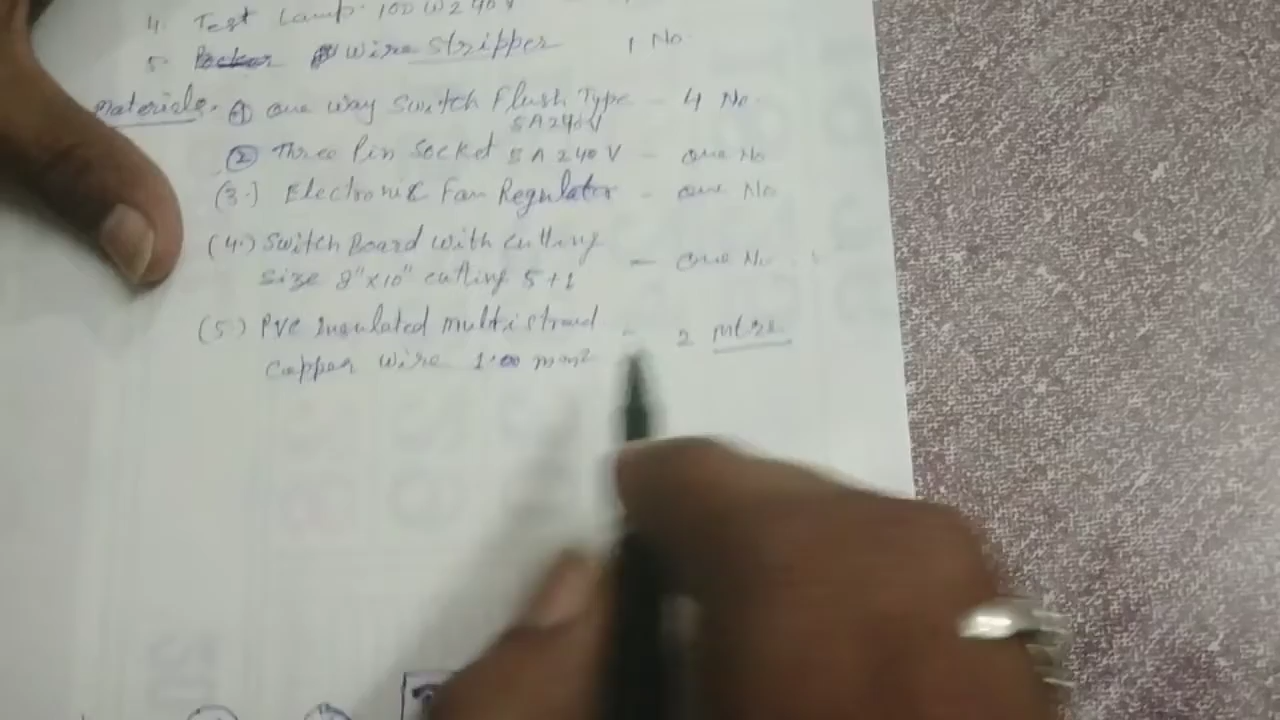 4. Test Lamp. 100 W 240 V
5. Pocker Wire Stripper 1 No
Materials. (1) one way Switch Flush Type - 4 No.
5A 240V
(2) Three Pin Socket 5 A 240 V - one No
(3.) Electronic Fan Regulator - one No
(4.) Switch Board with cutting
size 8"x10" cutting 5+1 - one No.
(5.) PVC insulated multistrand - 2 mtrs
copper wire 1.00 mm²